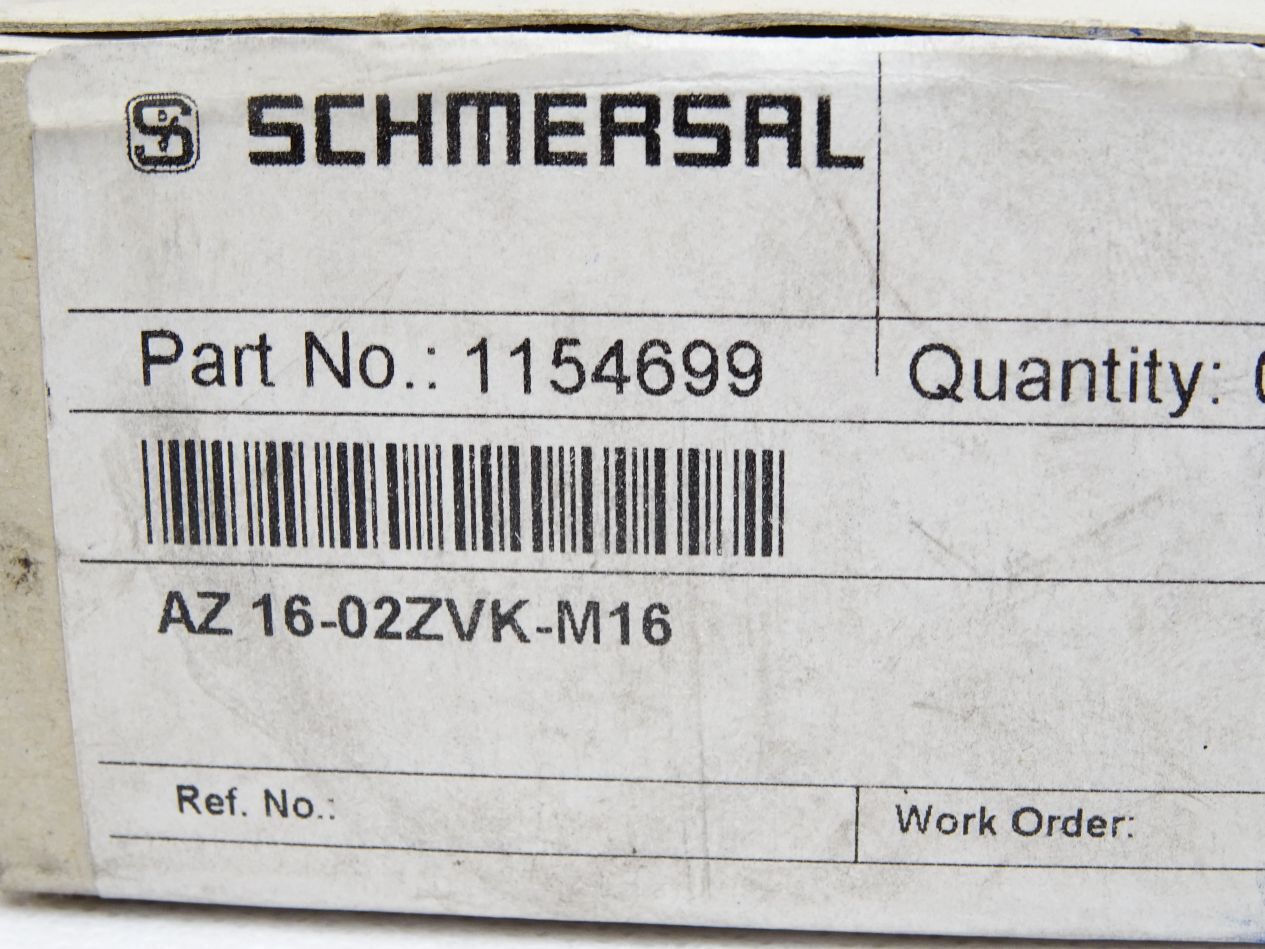 SCHMERSAL
Part No.: 1154699
Quantity:
AZ 16-02ZVK-M16
Ref. No.:
Work Order: